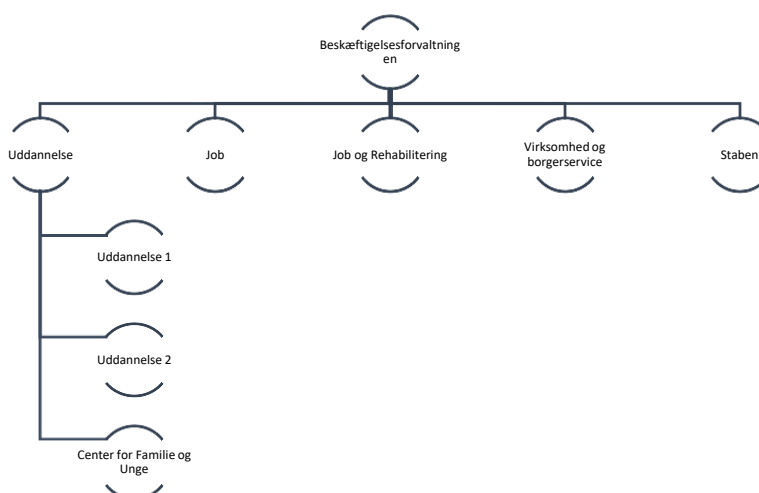 Beskæftigelsesforvaltning
en
Uddannelse
Job
Job og Rehabilitering
Virksomhed og
borgerservice
Staben
Uddannelse 1
Uddannelse 2
Center for Familie og
Unge